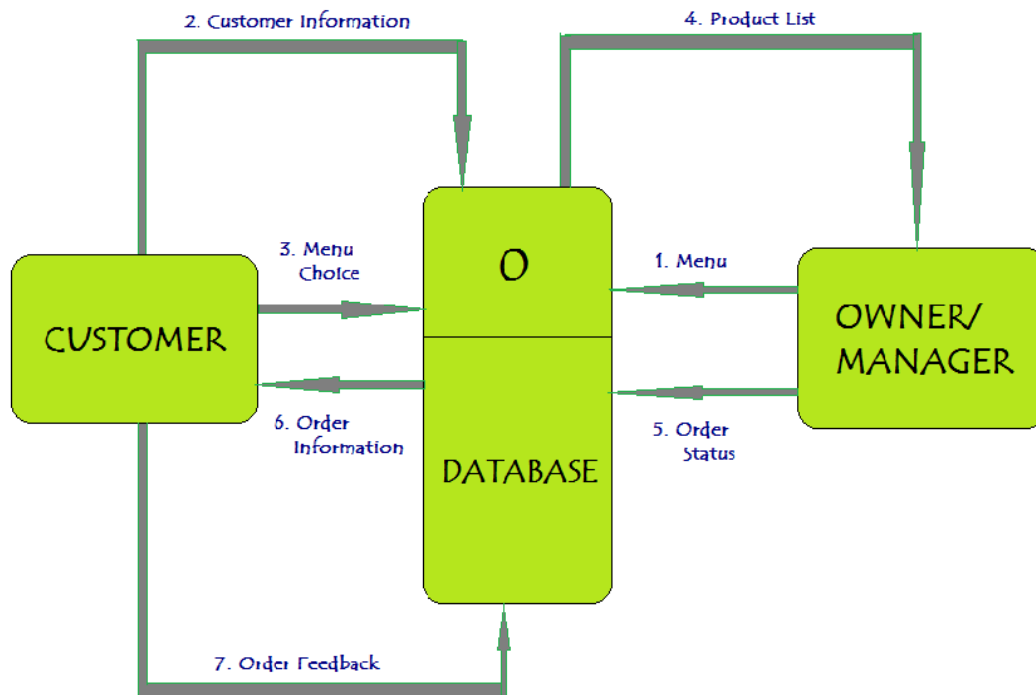 2. Customer Information
4. Product List
3. Menu
Choice
1. Menu
O
CUSTOMER
OWNER/
MANAGER
6. Order
Information
5. Order
Status
DATABASE
7. Order Feedback